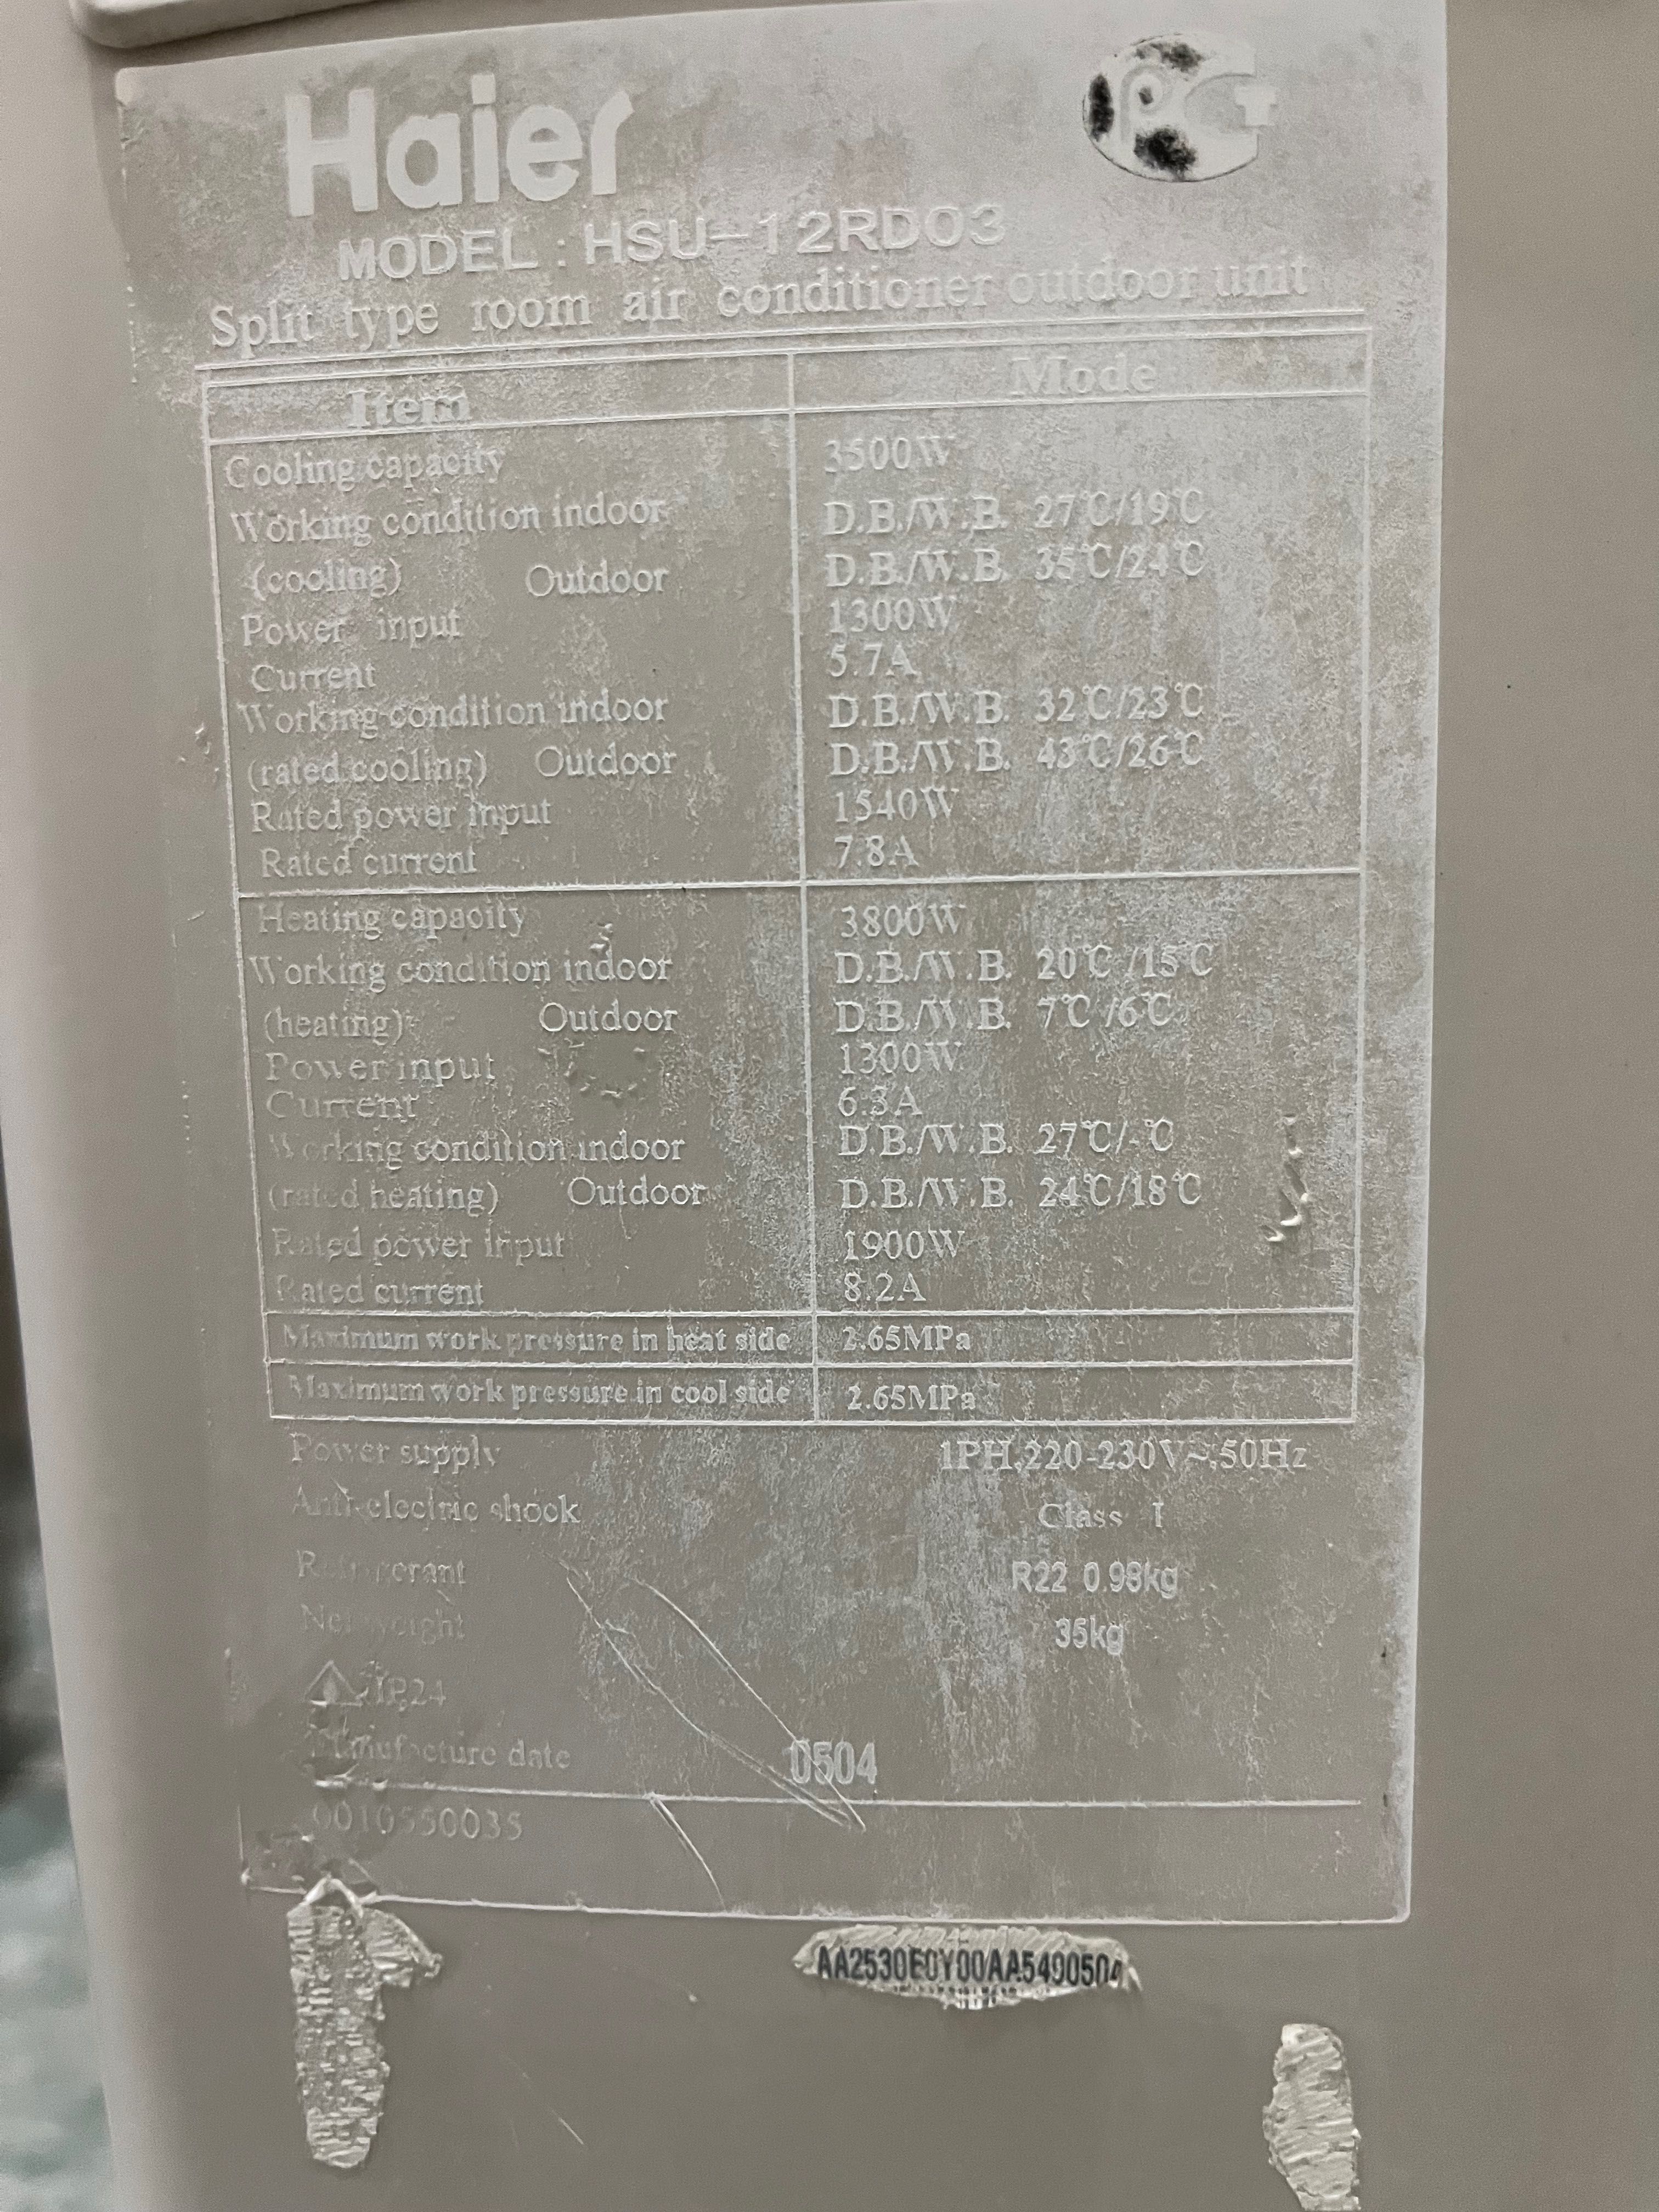 Haier
PCT
MODEL : HSU-12RD03
Split type room air conditioner outdoor unit
Item Mode
Cooling capacity 3500W
Working condition indoor D.B./W.B. 27℃/19℃
(cooling) Outdoor D.B./W.B. 35℃/24℃
Power input 1300W
Current 5.7A
Working condition indoor D.B./W.B. 32℃/23℃
(rated cooling) Outdoor D.B./W.B. 43℃/26℃
Rated power input 1540W
Rated current 7.8A
Heating capacity 3800W
Working condition indoor D.B./W.B. 20℃/15℃
(heating) Outdoor D.B./W.B. 7℃/6℃
Power input 1300W
Current 6.3A
Working condition indoor D.B./W.B. 27℃/-℃
(rated heating) Outdoor D.B./W.B. 24℃/18℃
Rated power input 1900W
Rated current 8.2A
Maximum work pressure in heat side 2.65MPa
Maximum work pressure in cool side 2.65MPa
Power supply 1PH,220-230V~,50Hz
Anti-electric shock Class I
Refrigerant R22 0.98kg
Net weight 35kg
IP24
Manufacture date 0504
0010550035
AA2530E0Y00AA5490504